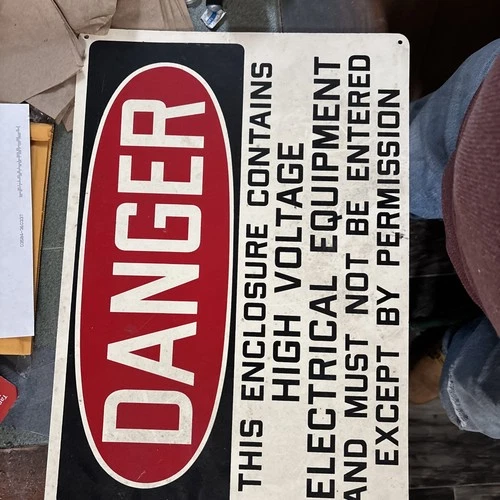 DANGER
THIS ENCLOSURE CONTAINS
HIGH VOLTAGE
ELECTRICAL EQUIPMENT
AND MUST NOT BE ENTERED
EXCEPT BY PERMISSION